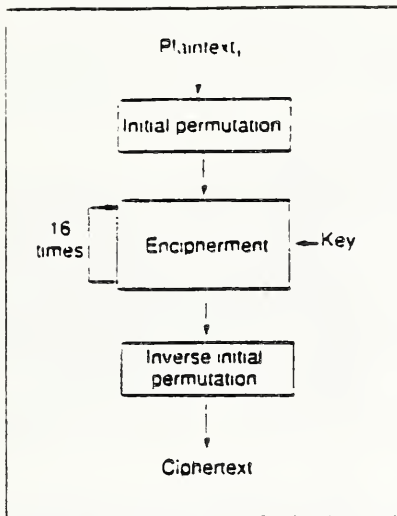 Plaintext,
Initial permutation
16
times
Encipherment
Key
Inverse initial
permutation
Ciphertext